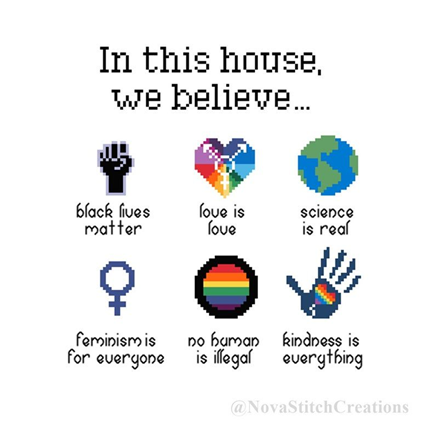 In this house,
we believe...
black lives
matter
love is
love
science
is real
feminism is
for everyone
no human
is illegal
kindness is
everything
@NovaStitchCreations